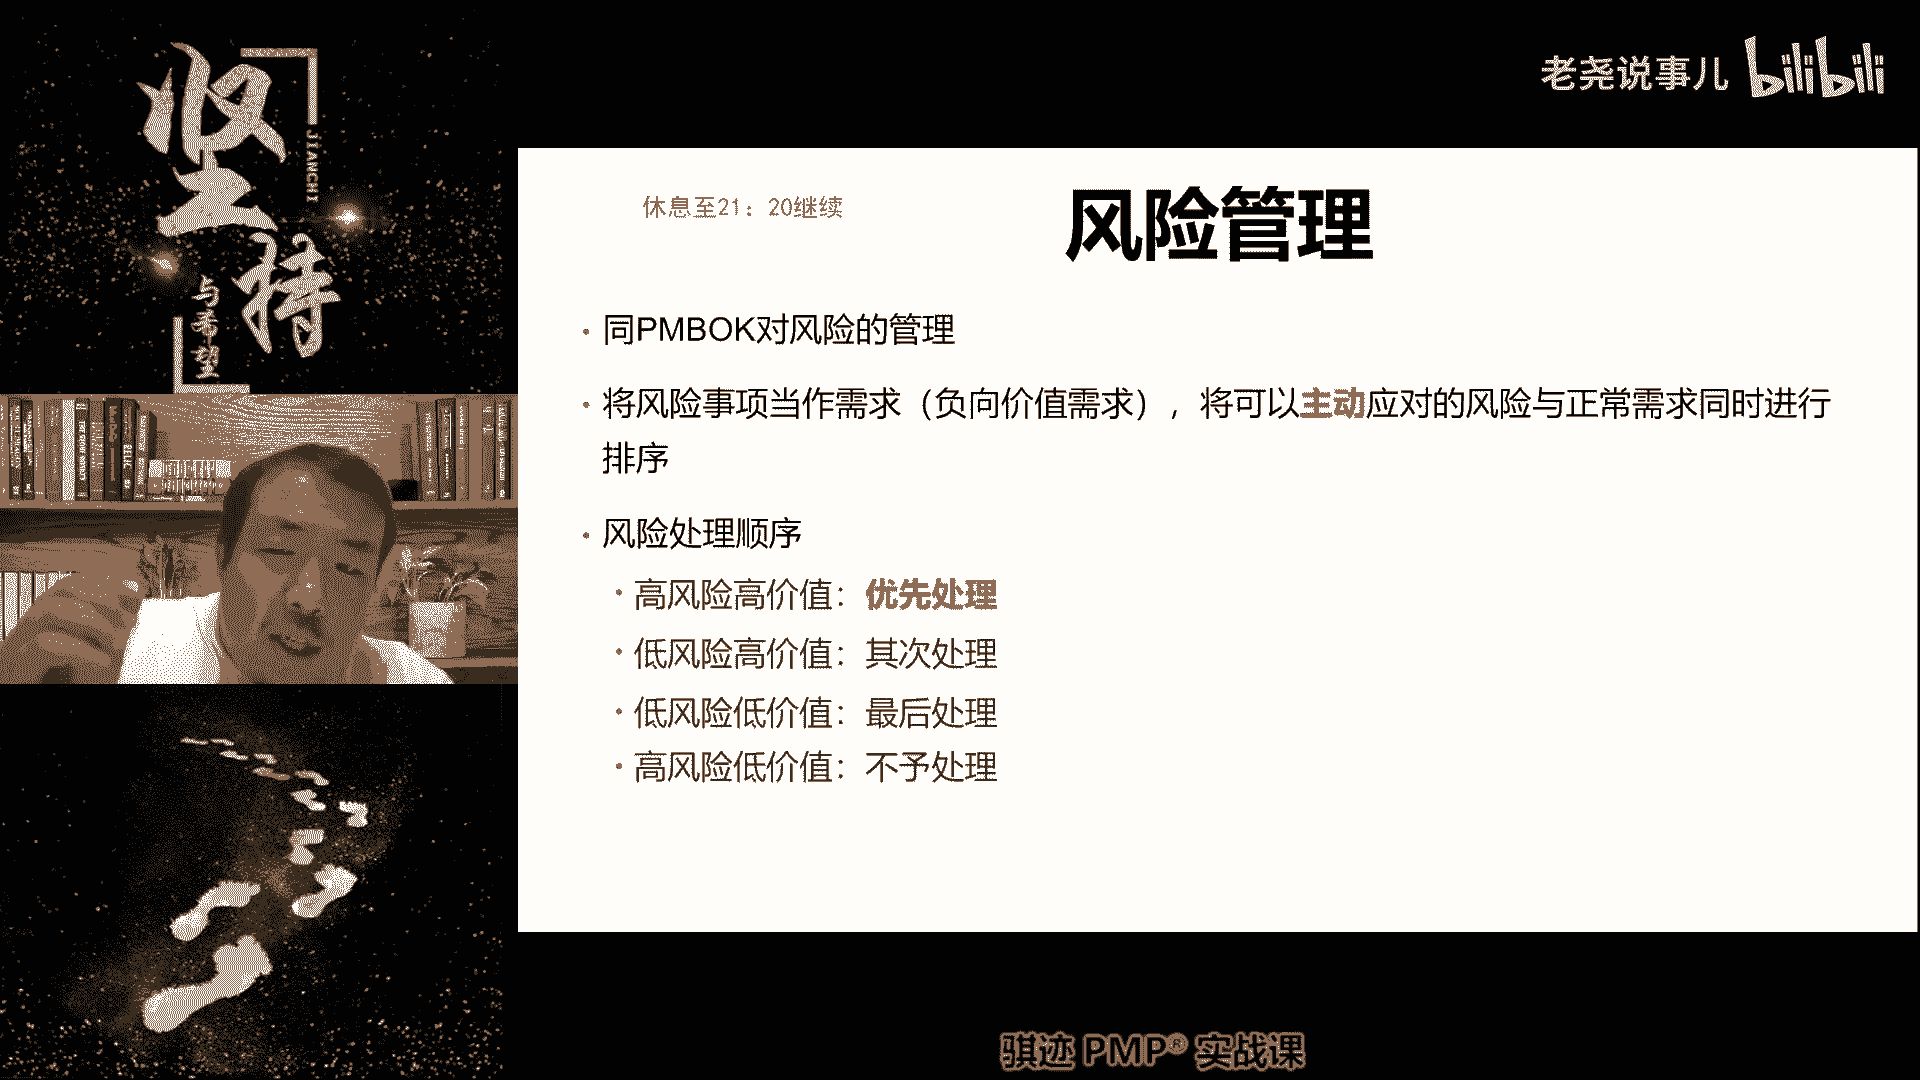 坚持
JIANCHI
与希望
老尧说事儿 bilibili
休息至21：20继续
风险管理
· 同PMBOK对风险的管理
· 将风险事项当作需求（负向价值需求），将可以主动应对的风险与正常需求同时进行
排序
· 风险处理顺序
· 高风险高价值：优先处理
· 低风险高价值：其次处理
· 低风险低价值：最后处理
· 高风险低价值：不予处理
骐迹 PMP® 实战课